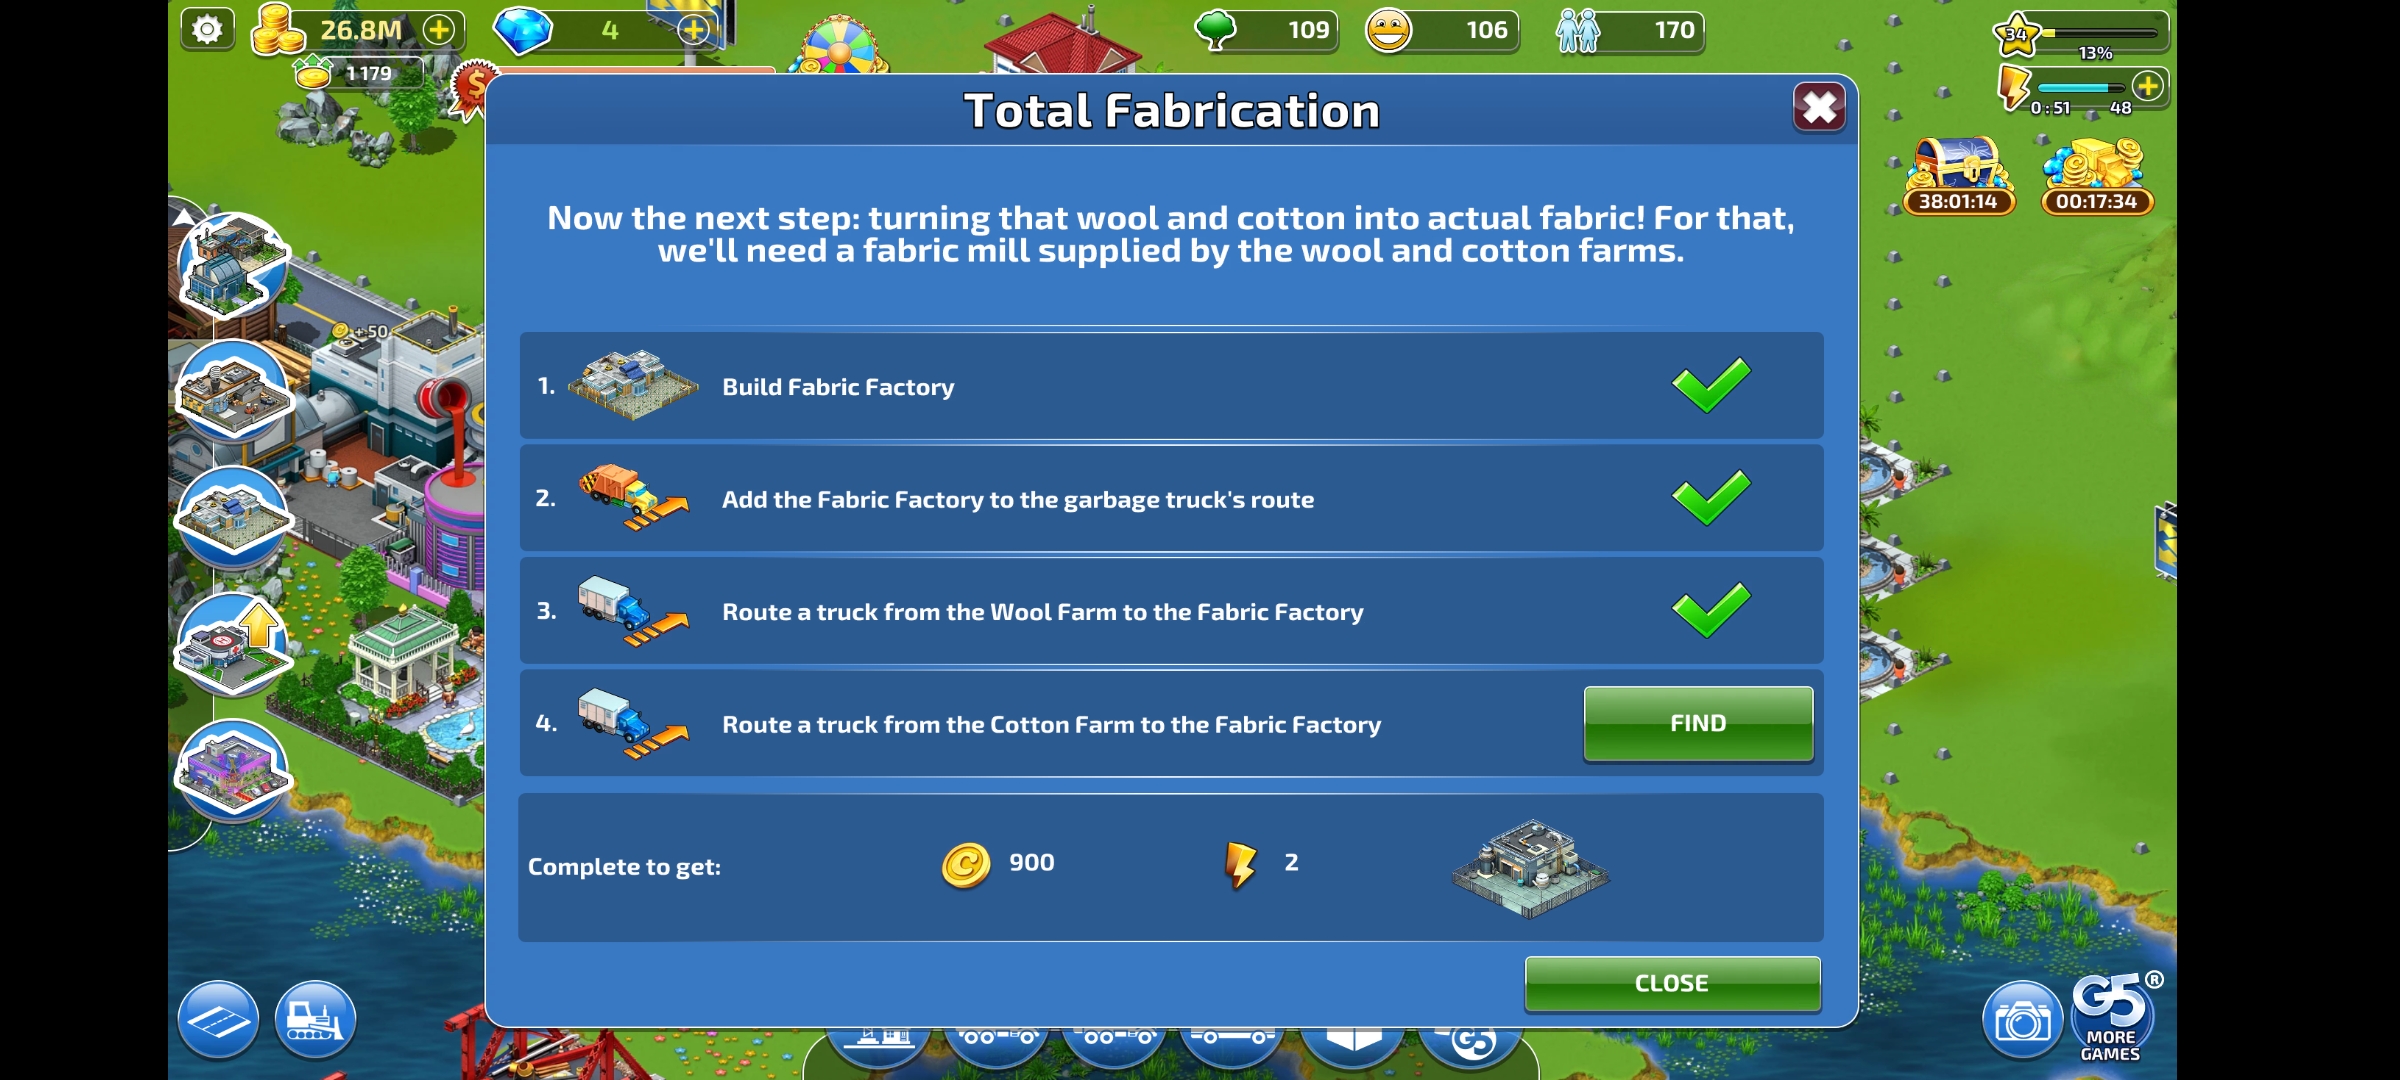 26.8M
4
109
106
170
34
13%
1 179
0:51
48
38:01:14
00:17:34
+50
Total Fabrication
Now the next step: turning that wool and cotton into actual fabric! For that,
we'll need a fabric mill supplied by the wool and cotton farms.
1.
Build Fabric Factory
2.
Add the Fabric Factory to the garbage truck's route
3.
Route a truck from the Wool Farm to the Fabric Factory
4.
Route a truck from the Cotton Farm to the Fabric Factory
FIND
Complete to get:
900
2
CLOSE
G5
G5®
MORE
GAMES